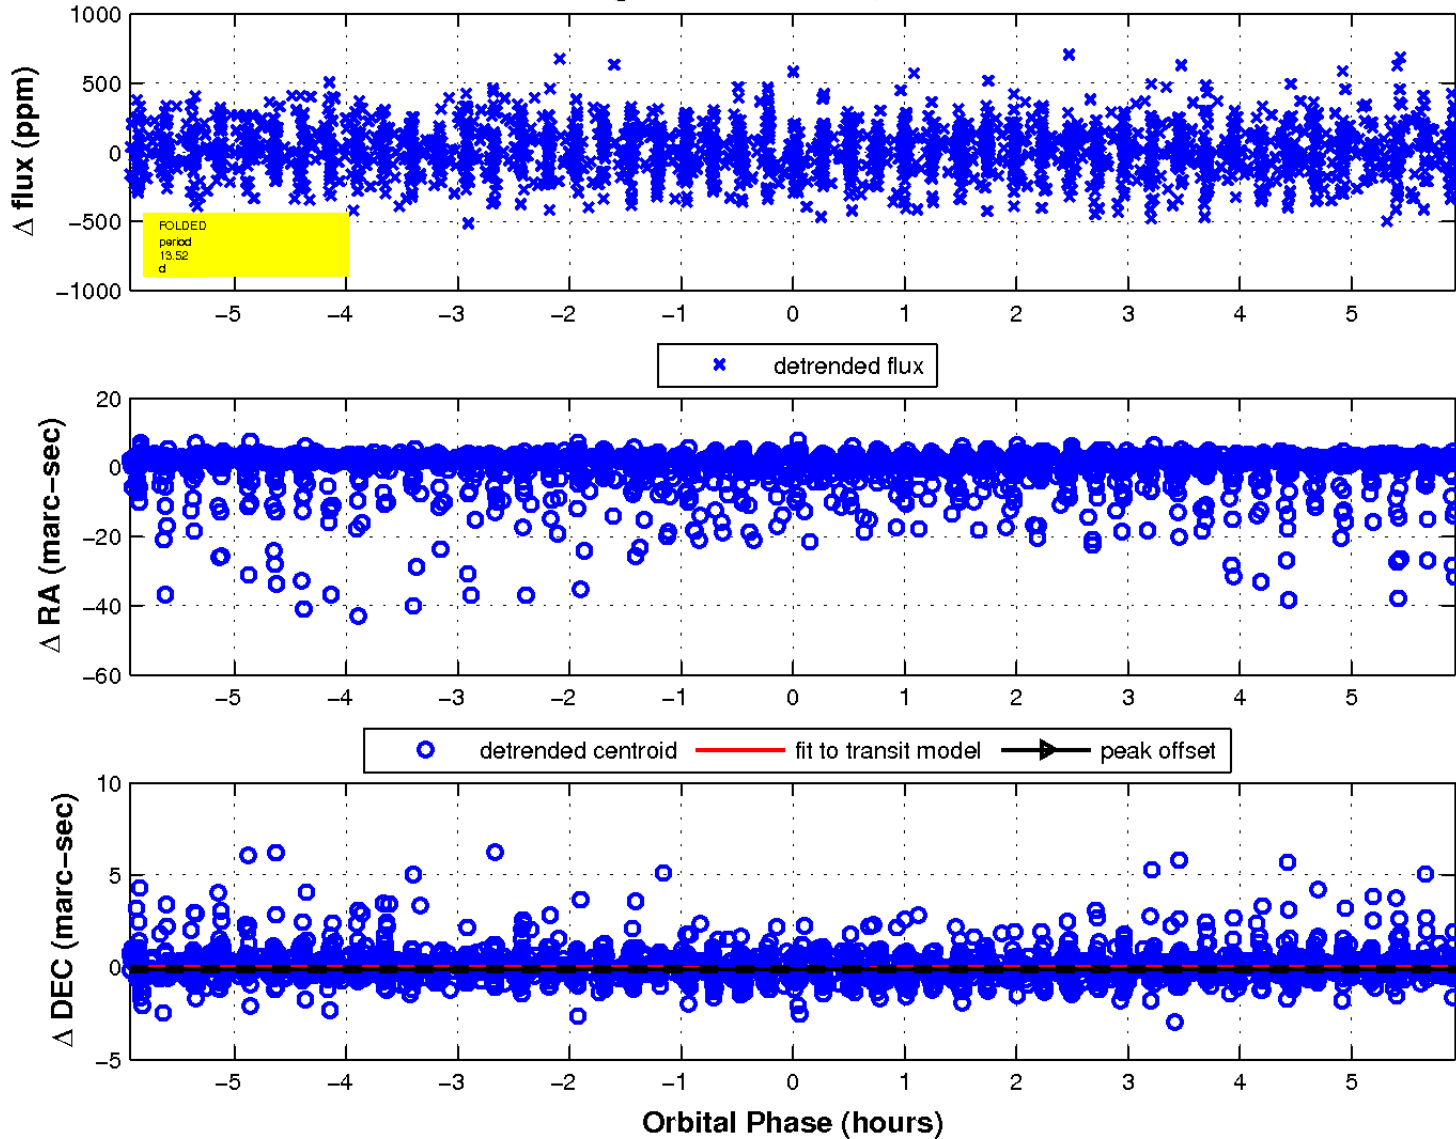 1000
500
0
−500
−1000
Δ flux (ppm)
FOLDED
period
13.52
d
−5 −4 −3 −2 −1 0 1 2 3 4 5
detrended flux
20
0
−20
−40
−60
Δ RA (marc−sec)
−5 −4 −3 −2 −1 0 1 2 3 4 5
detrended centroid fit to transit model peak offset
10
5
0
−5
Δ DEC (marc−sec)
−5 −4 −3 −2 −1 0 1 2 3 4 5
Orbital Phase (hours)